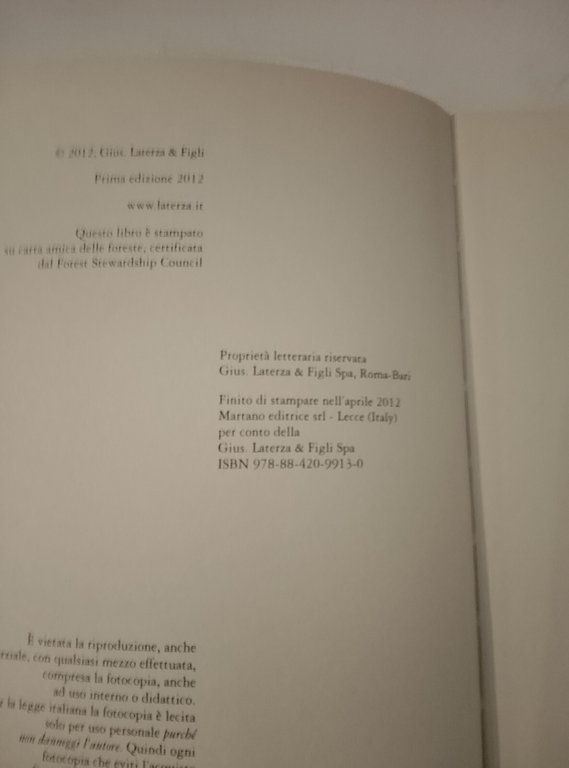 © 2012, Gius. Laterza & Figli
Prima edizione 2012
www.laterza.it
Questo libro è stampato
su carta amica delle foreste, certificata
dal Forest Stewardship Council
Proprietà letteraria riservata
Gius. Laterza & Figli Spa, Roma-Bari
Finito di stampare nell'aprile 2012
Martano editrice srl - Lecce (Italy)
per conto della
Gius. Laterza & Figli Spa
ISBN 978-88-420-9913-0
È vietata la riproduzione, anche
rziale, con qualsiasi mezzo effettuata,
compresa la fotocopia, anche
ad uso interno o didattico.
r la legge italiana la fotocopia è lecita
solo per uso personale purché
non danneggi l'autore. Quindi ogni
fotocopia che eviti l'acquisto